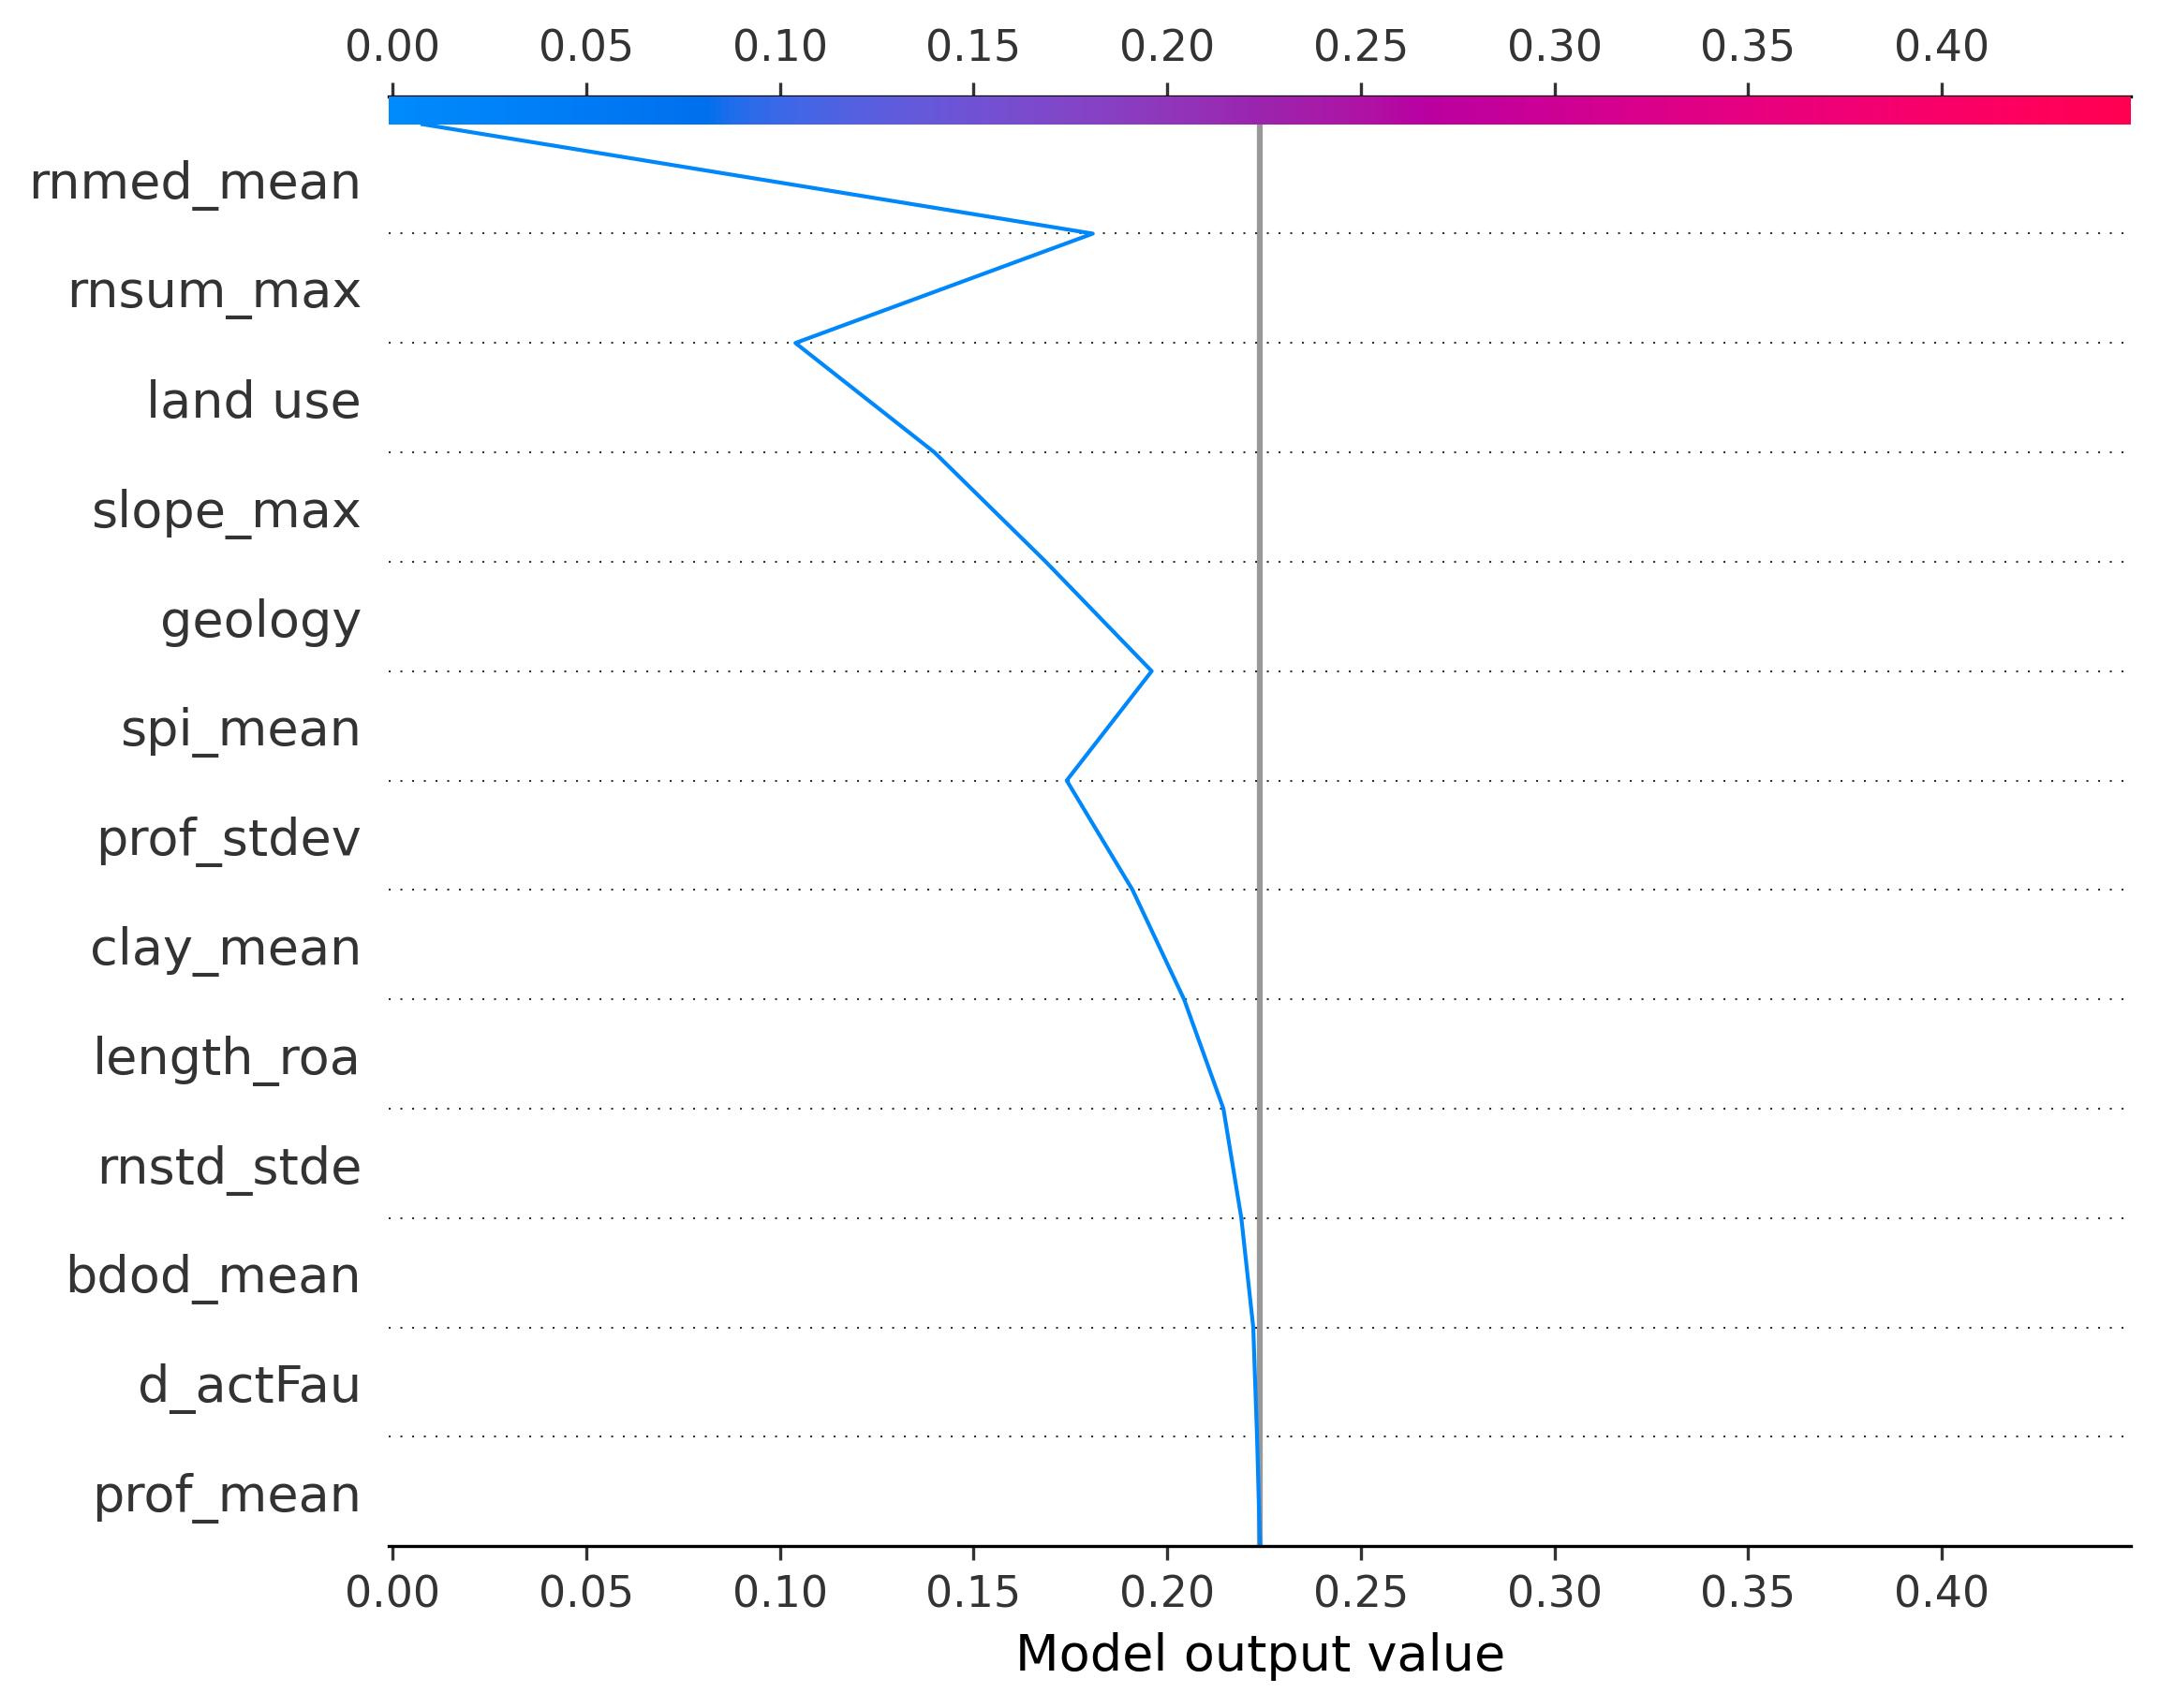 0.00 0.05 0.10 0.15 0.20 0.25 0.30 0.35 0.40
rnmed_mean
rnsum_max
land use
slope_max
geology
spi_mean
prof_stdev
clay_mean
length_roa
rnstd_stde
bdod_mean
d_actFau
prof_mean
0.00 0.05 0.10 0.15 0.20 0.25 0.30 0.35 0.40
Model output value